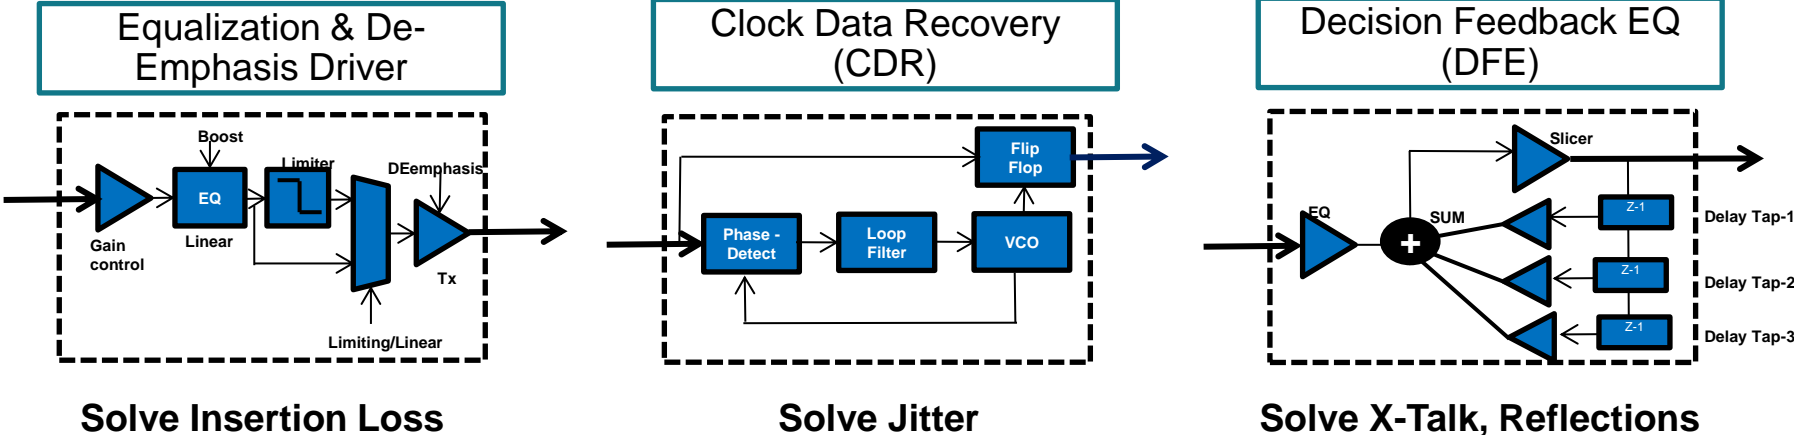 Equalization & De-
Emphasis Driver
Boost
Limiter
DEemphasis
EQ
Linear
Gain
control
Tx
Limiting/Linear
Solve Insertion Loss
Clock Data Recovery
(CDR)
Flip
Flop
Phase -
Detect
Loop
Filter
VCO
Solve Jitter
Decision Feedback EQ
(DFE)
Slicer
EQ
SUM
+
Z-1
Delay Tap-1
Z-1
Delay Tap-2
Z-1
Delay Tap-3
Solve X-Talk, Reflections